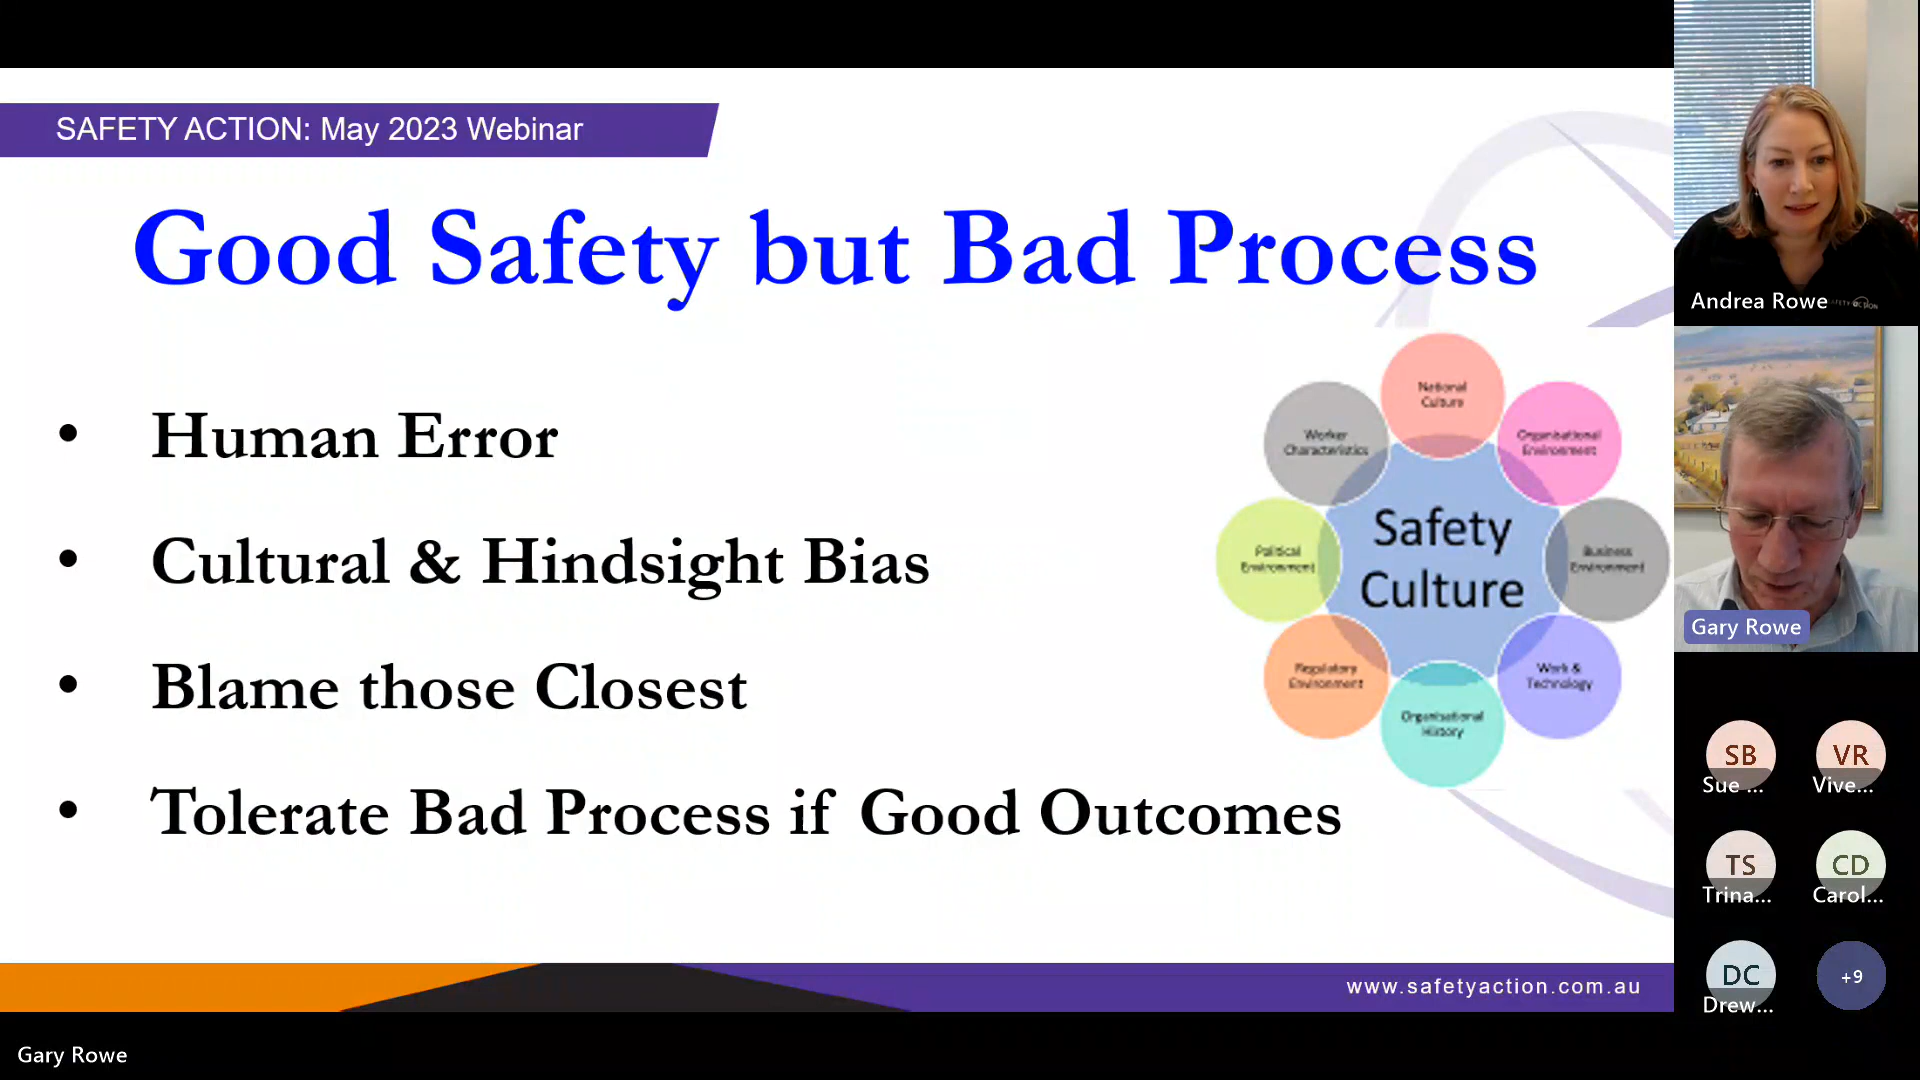 SAFETY ACTION: May 2023 Webinar
Good Safety but Bad Process
• Human Error
• Cultural & Hindsight Bias
• Blame those Closest
• Tolerate Bad Process if Good Outcomes
National
Culture
Worker
Characteristics
Organisational
Environment
Safety
Culture
Political
Environment
Business
Environment
Regulatory
Environment
Work &
Technology
Organisational
History
www.safetyaction.com.au
Gary Rowe
Andrea Rowe
Gary Rowe
SB
Sue ...
VR
Vive...
TS
Trina...
CD
Carol...
DC
Drew...
+9